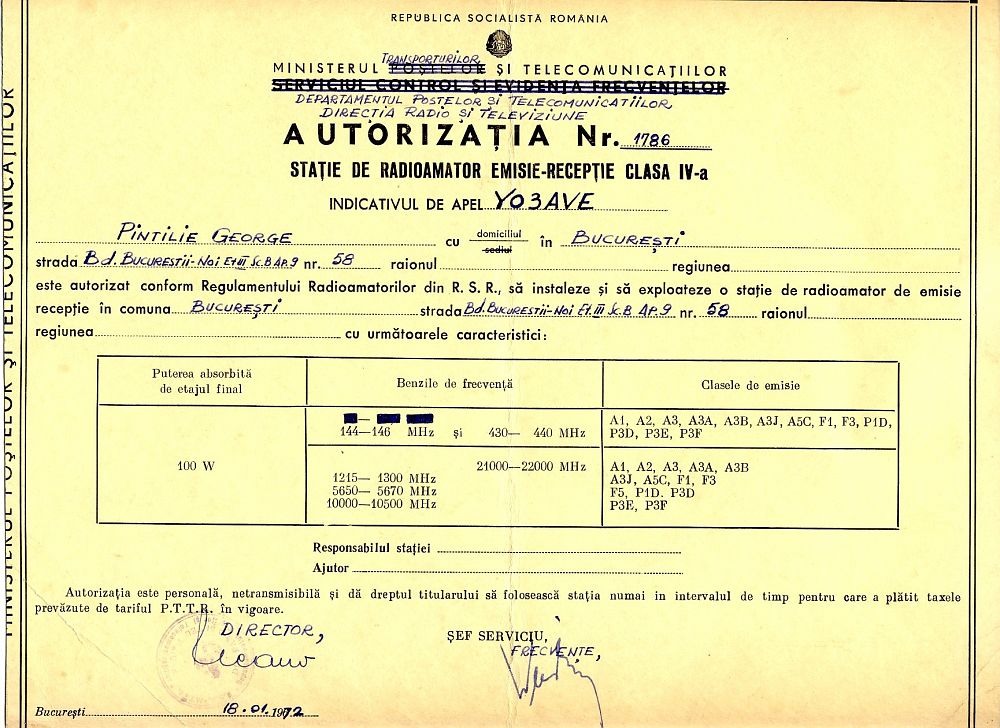 REPUBLICA SOCIALISTĂ ROMÂNIA
TRANSPORTURILOR
MINISTERUL POȘTELOR ȘI TELECOMUNICAȚIILOR
SERVICIUL CONTROL ȘI EVIDENȚA FRECVENȚELOR
DEPARTAMENTUL POSTELOR ȘI TELECOMUNICAȚIILOR
DIRECȚIA RADIO ȘI TELEVIZIUNE
AUTORIZAȚIA Nr. 1786
STAȚIE DE RADIOAMATOR EMISIE-RECEPȚIE CLASA IV-a
INDICATIVUL DE APEL YO3AVE
PINTILIE GEORGE cu domiciliul sediul în BUCUREȘTI
strada Bd. BUCURESTII-NOI ET III Sc.B AP.9 nr. 58 raionul regiunea
este autorizat conform Regulamentului Radioamatorilor din R. S. R., să instaleze și să exploateze o stație de radioamator de emisie
recepție în comuna BUCUREȘTI strada Bd. BUCURESTII-NOI ET. III Sc.B AP.9 nr. 58 raionul
regiunea cu următoarele caracteristici:
Puterea absorbită
de etajul final
Benzile de frecvență
Clasele de emisie
100 W
144—146 MHz și 430— 440 MHz
A1, A2, A3, A3A, A3B, A3J, A5C, F1, F3, P1D,
P3D, P3E, P3F
21000—22000 MHz
1215— 1300 MHz
5650— 5670 MHz
10000—10500 MHz
A1, A2, A3, A3A, A3B
A3J, A5C, F1, F3
F5, P1D. P3D
P3E, P3F
Responsabilul stației
Ajutor
Autorizația este personală, netransmisibilă și dă dreptul titularului să folosească stația numai in intervalul de timp pentru care a plătit taxele
prevăzute de tariful P.T.T.R. în vigoare.
DIRECTOR,
ȘEF SERVICIU,
FRECVENȚE,
București 18.01.1972
MINISTERUL POȘTELOR ȘI TELECOMUNICAȚIILOR